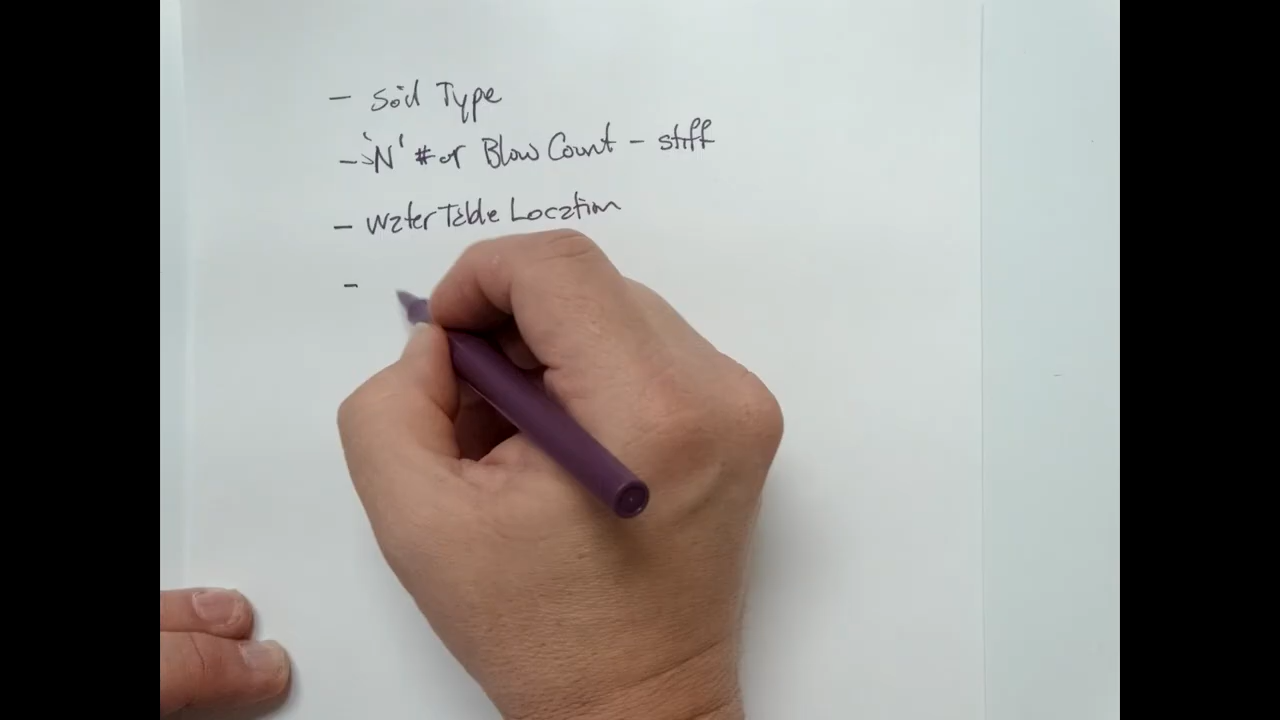 - Soil Type
- 'N' # or Blow Count - stiff
- Water Table Location
-